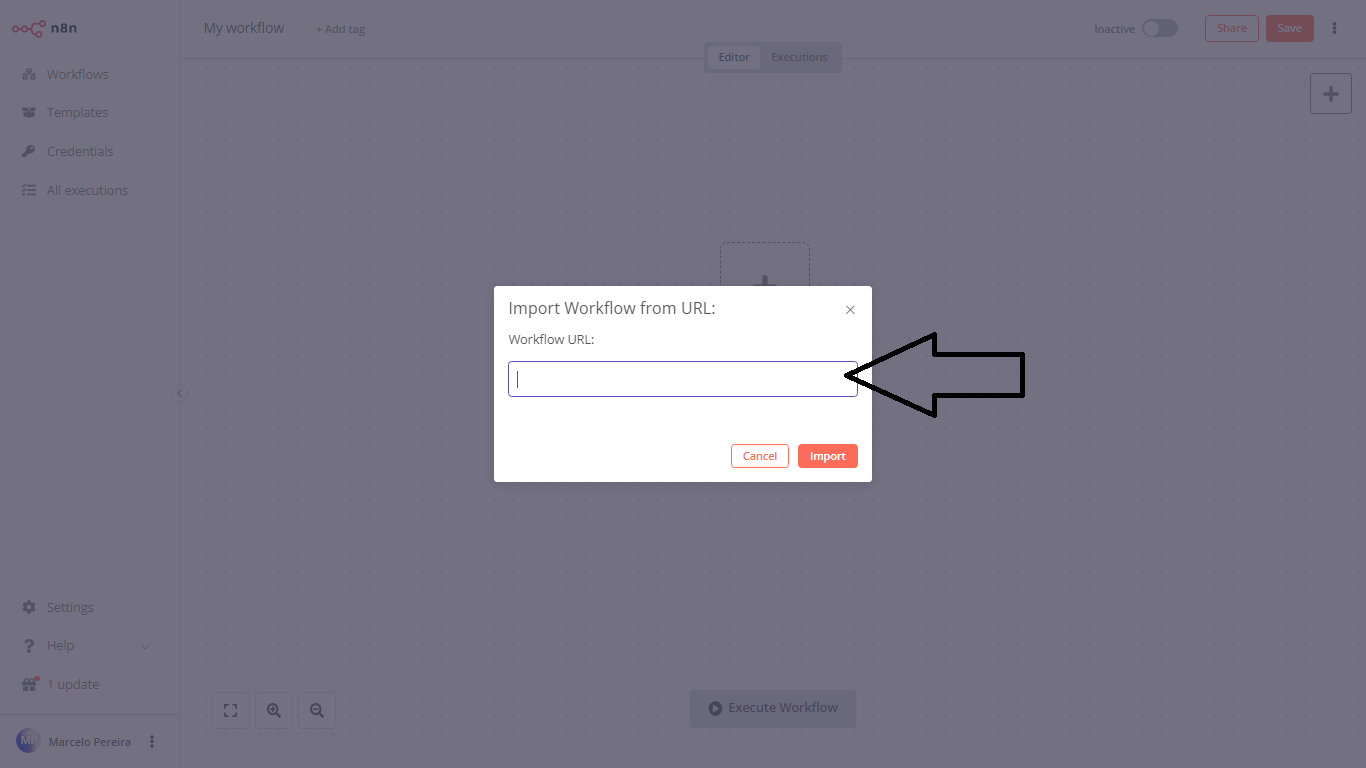 n8n
My workflow
+ Add tag
Inactive
Share
Save
Editor
Executions
Workflows
Templates
Credentials
All executions
Import Workflow from URL:
Workflow URL:
Cancel
Import
Settings
Help
1 update
Execute Workflow
MP
Marcelo Pereira